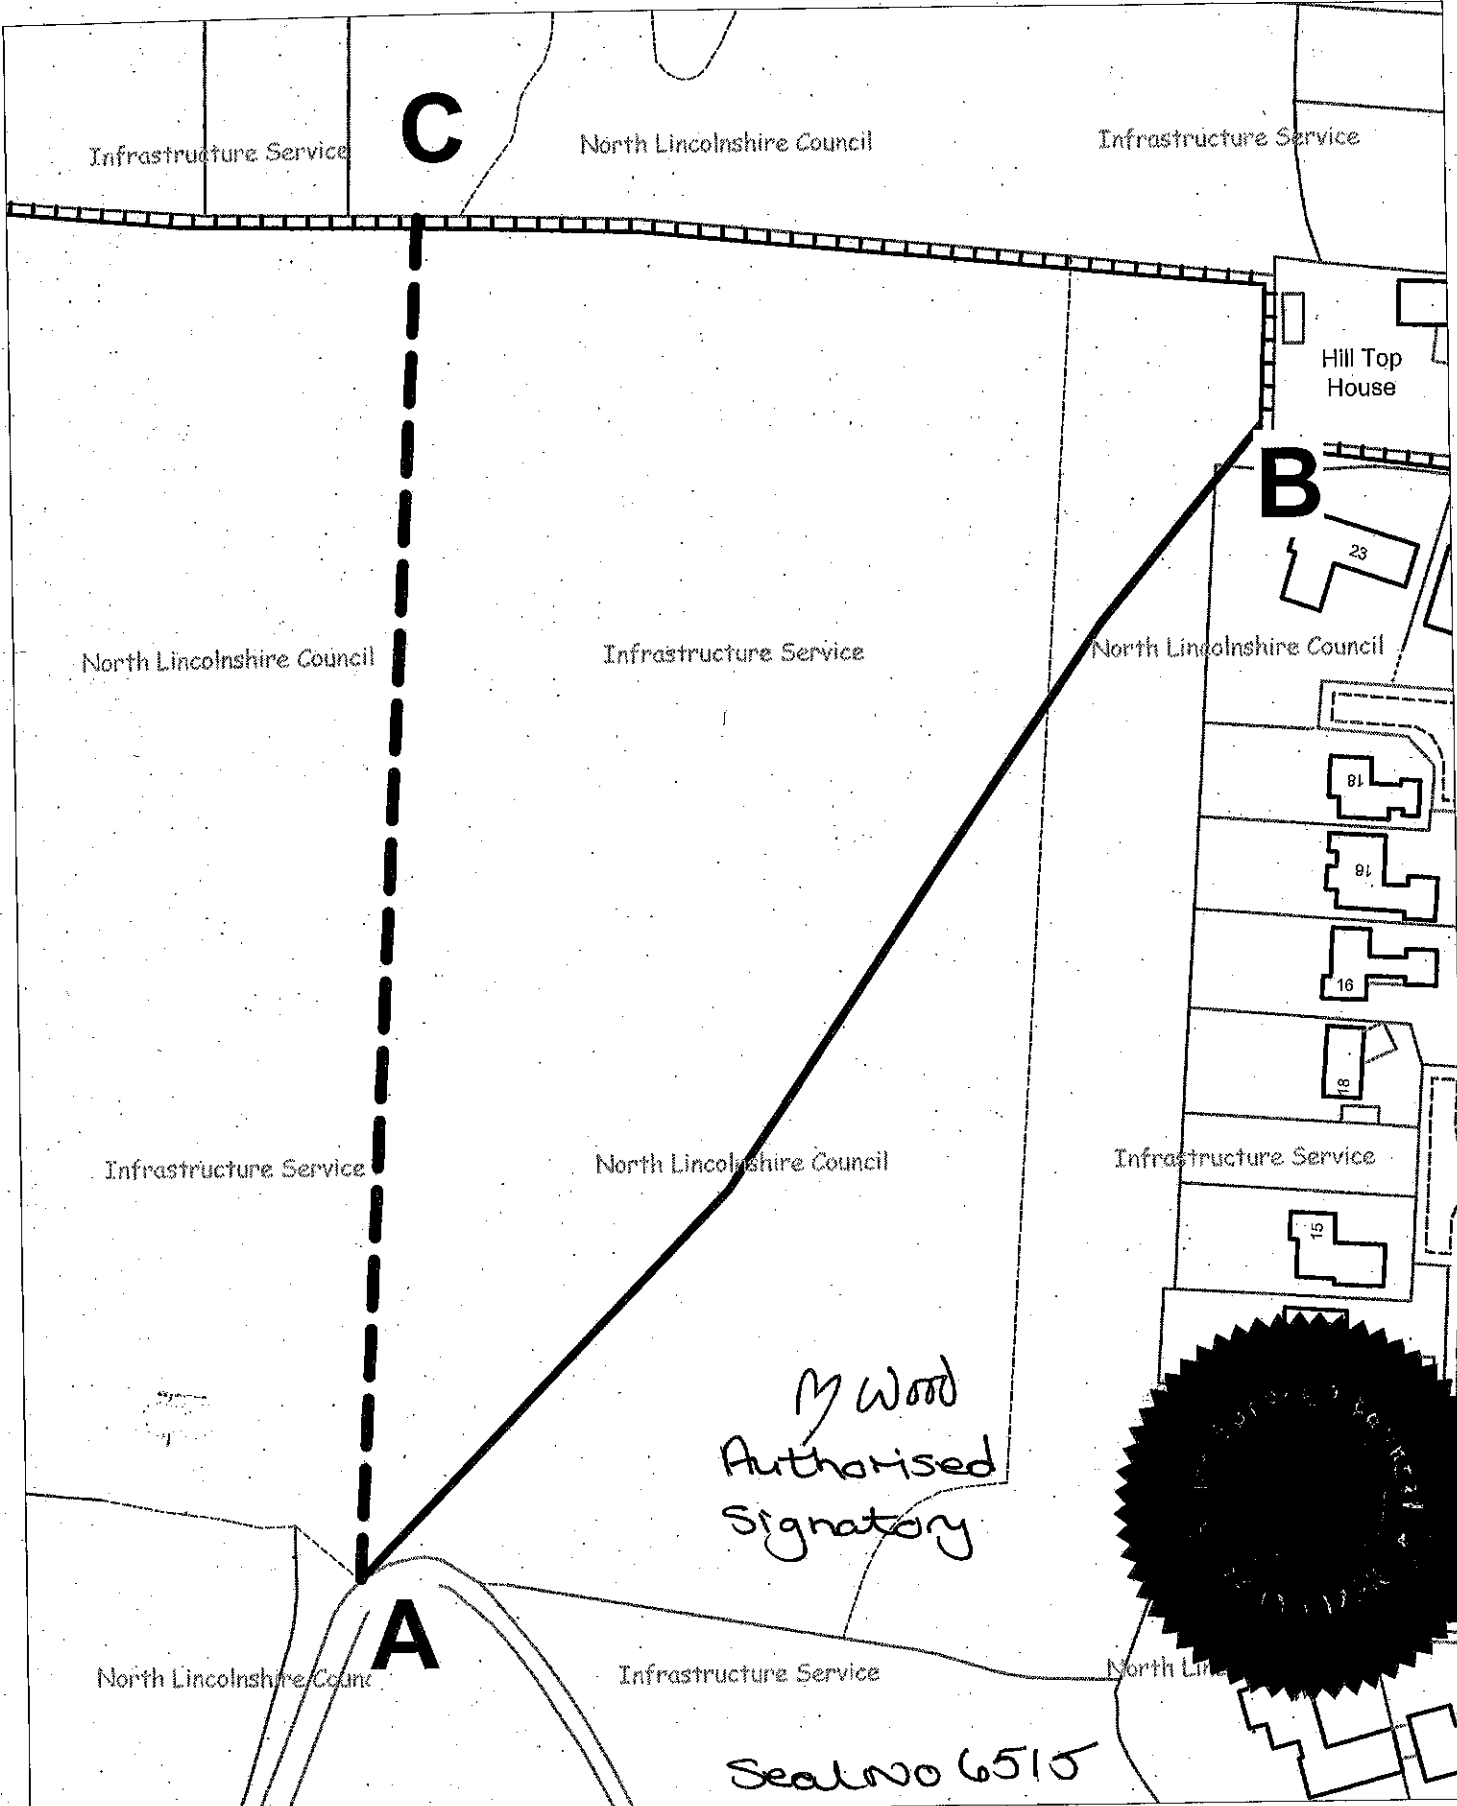 C
Infrastructure Service
North Lincolnshire Council
Infrastructure Service
Hill Top
House
B
23
North Lincolnshire Council
Infrastructure Service
North Lincolnshire Council
18
16
16
18
Infrastructure Service
North Lincolnshire Council
Infrastructure Service
15
M Wood
Authorised
Signatory
A
North Lincolnshire Counc
Infrastructure Service
North Lin
Seal No 6515